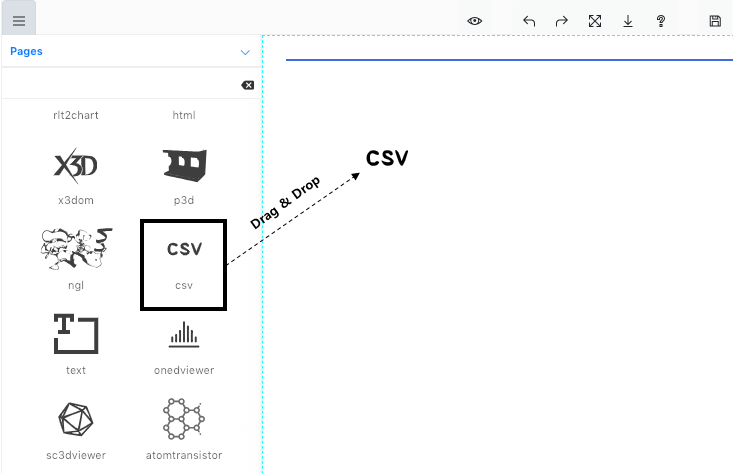 Pages
rlt2chart html
X3D
x3dom p3d
CSV
Drag & Drop
CSV
ngl csv
T
text onedviewer
sc3dviewer atomtransistor